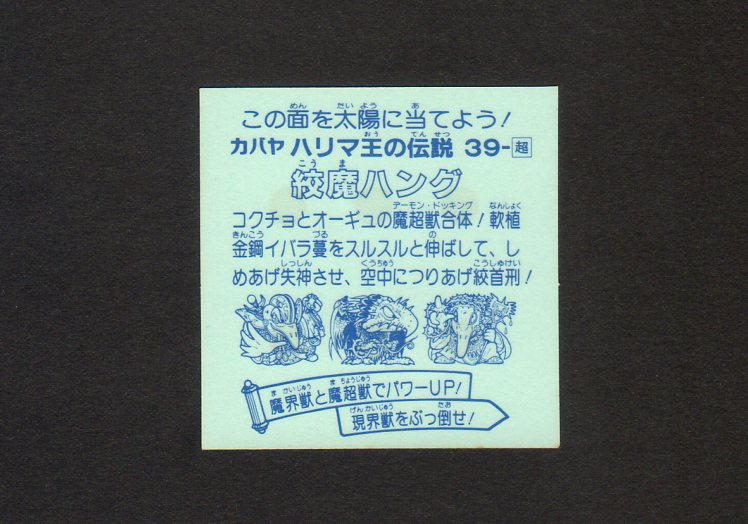 この面を太陽に当てよう!
カバヤ ハリマ王の伝説 39-超
絞魔ハング
コクチョとオーギュの魔超獣合体!軟植
金鋼イバラ蔓をスルスルと伸ばして、し
めあげ失神させ、空中につりあげ絞首刑!
魔界獣と魔超獣でパワーUP!
現界獣をぶっ倒せ!